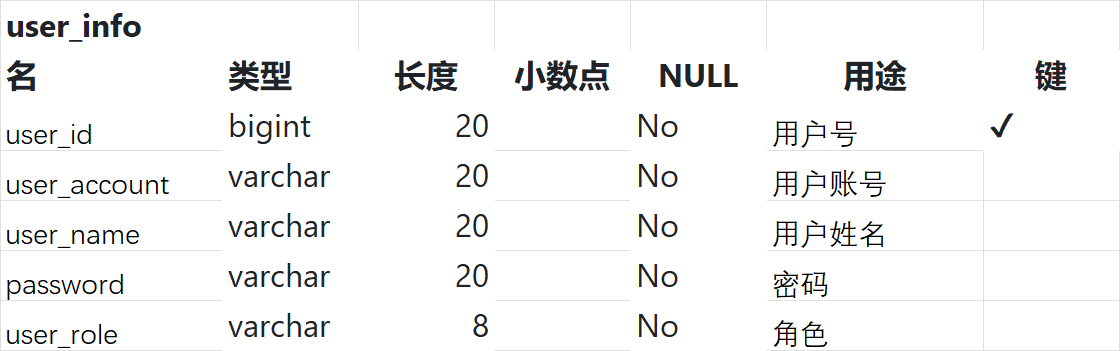 user_info
名 类型 长度 小数点 NULL 用途 键
user_id bigint 20 No 用户号 ✓
user_account varchar 20 No 用户账号
user_name varchar 20 No 用户姓名
password varchar 20 No 密码
user_role varchar 8 No 角色